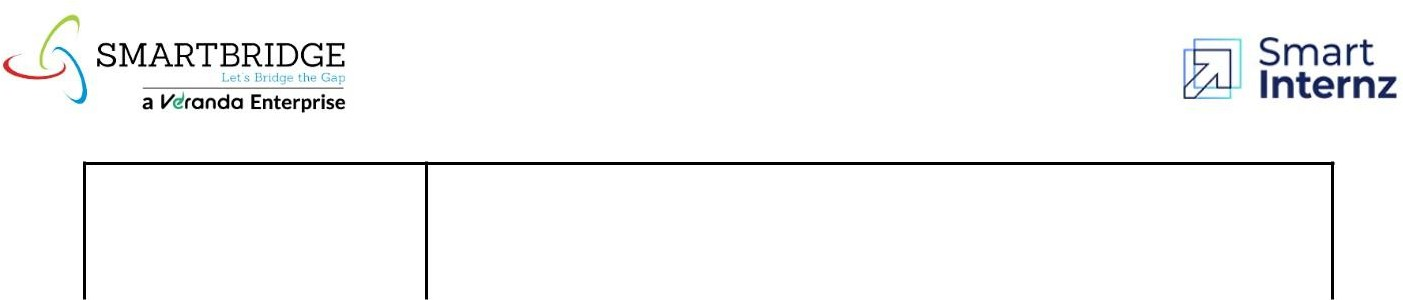 SMARTBRIDGE
Let's Bridge the Gap
a Veranda Enterprise
Smart
Internz